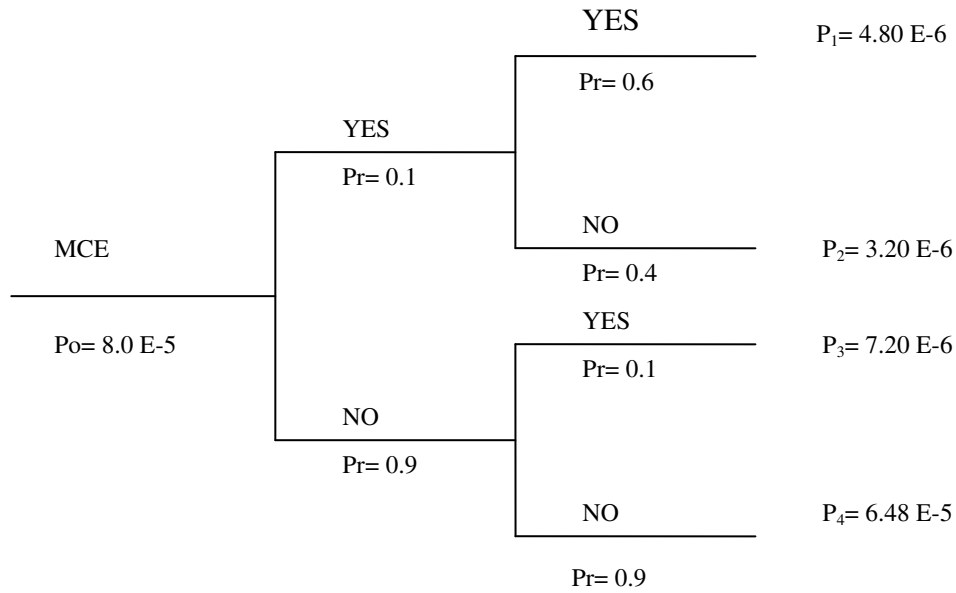 YES
P1= 4.80 E-6
Pr= 0.6
YES
Pr= 0.1
NO
P2= 3.20 E-6
MCE
Pr= 0.4
YES
Po= 8.0 E-5
P3= 7.20 E-6
Pr= 0.1
NO
Pr= 0.9
NO
P4= 6.48 E-5
Pr= 0.9